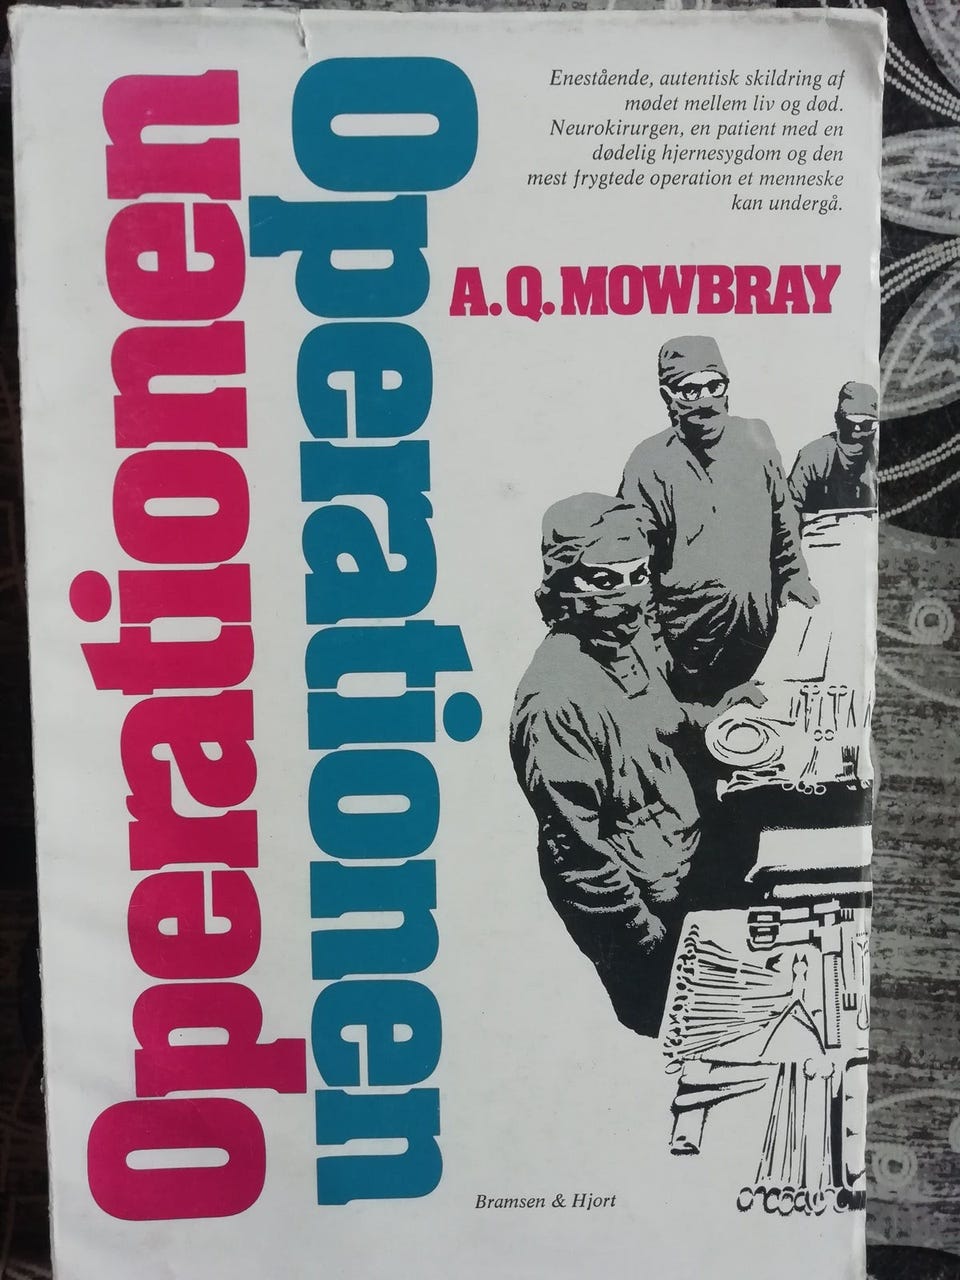 Operationen
Operationen
Enestående, autentisk skildring af
mødet mellem liv og død.
Neurokirurgen, en patient med en
dødelig hjernesygdom og den
mest frygtede operation et menneske
kan undergå.
A.Q. MOWBRAY
Bramsen & Hjort